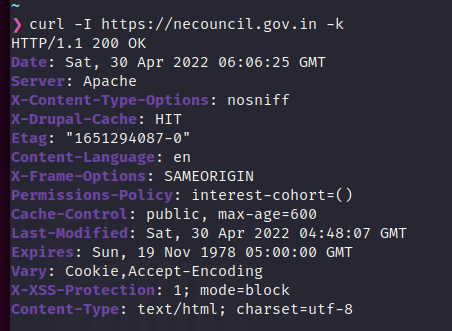 ~
❯ curl -I https://necouncil.gov.in -k
HTTP/1.1 200 OK
Date: Sat, 30 Apr 2022 06:06:25 GMT
Server: Apache
X-Content-Type-Options: nosniff
X-Drupal-Cache: HIT
Etag: "1651294087-0"
Content-Language: en
X-Frame-Options: SAMEORIGIN
Permissions-Policy: interest-cohort=()
Cache-Control: public, max-age=600
Last-Modified: Sat, 30 Apr 2022 04:48:07 GMT
Expires: Sun, 19 Nov 1978 05:00:00 GMT
Vary: Cookie,Accept-Encoding
X-XSS-Protection: 1; mode=block
Content-Type: text/html; charset=utf-8